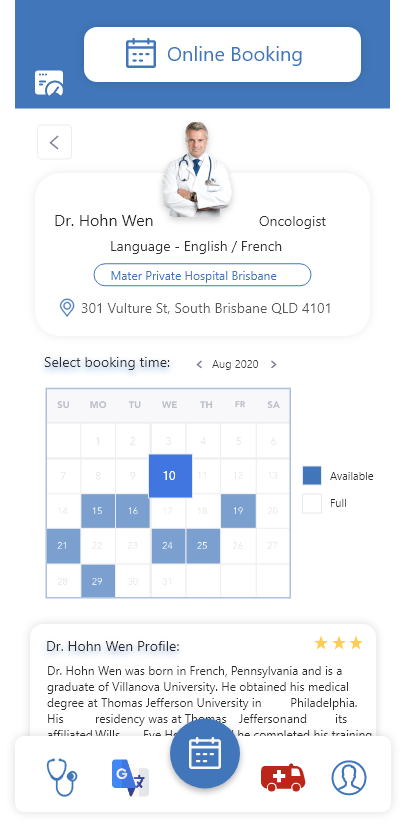 Online Booking
Dr. Hohn Wen Oncologist
Language - English / French
Mater Private Hospital Brisbane
301 Vulture St, South Brisbane QLD 4101
Select booking time: < Aug 2020 >
SU MO TU WE TH FR SA
1 2 3 4 5 6
7 8 9 10 11 12 13
14 15 16 17 18 19 20
21 22 23 24 25 26 27
28 29 30 31
Available
Full
Dr. Hohn Wen Profile:
Dr. Hohn Wen was born in French, Pennsylvania and is a
graduate of Villanova University. He obtained his medical
degree at Thomas Jefferson University in Philadelphia.
His residency was at Thomas Jeffersonand its
affiliated Wills Eye he completed his training
G